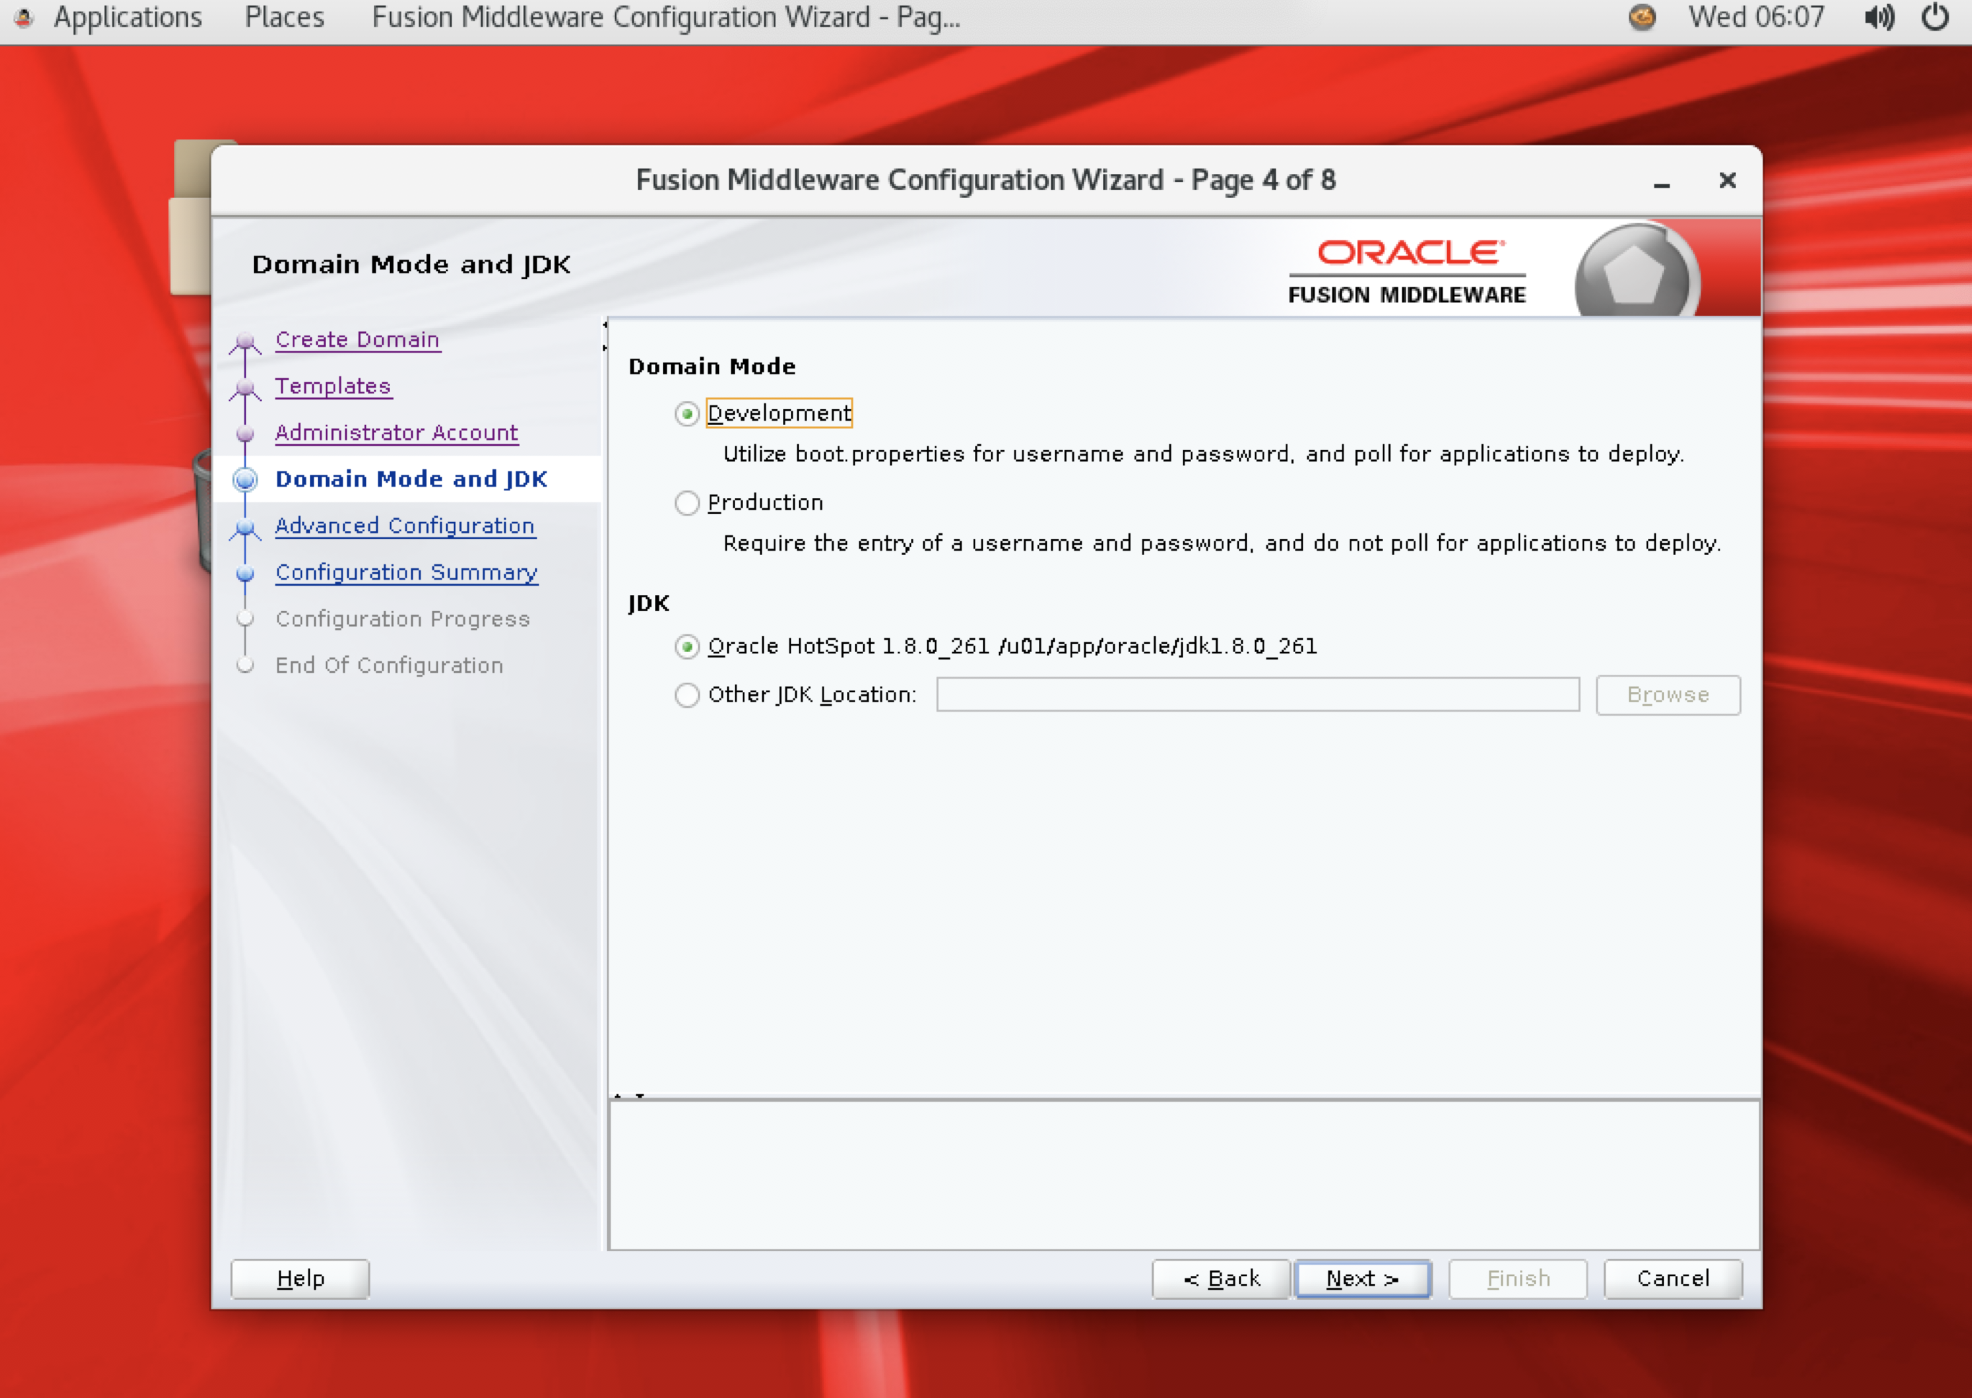 Applications Places Fusion Middleware Configuration Wizard - Pag... Wed 06:07
Fusion Middleware Configuration Wizard - Page 4 of 8
Domain Mode and JDK
ORACLE
FUSION MIDDLEWARE
Create Domain
Templates
Administrator Account
Domain Mode and JDK
Advanced Configuration
Configuration Summary
Configuration Progress
End Of Configuration
Domain Mode
Development
Utilize boot.properties for username and password, and poll for applications to deploy.
Production
Require the entry of a username and password, and do not poll for applications to deploy.
JDK
Oracle HotSpot 1.8.0_261 /u01/app/oracle/jdk1.8.0_261
Other JDK Location: Browse
Help < Back Next > Finish Cancel